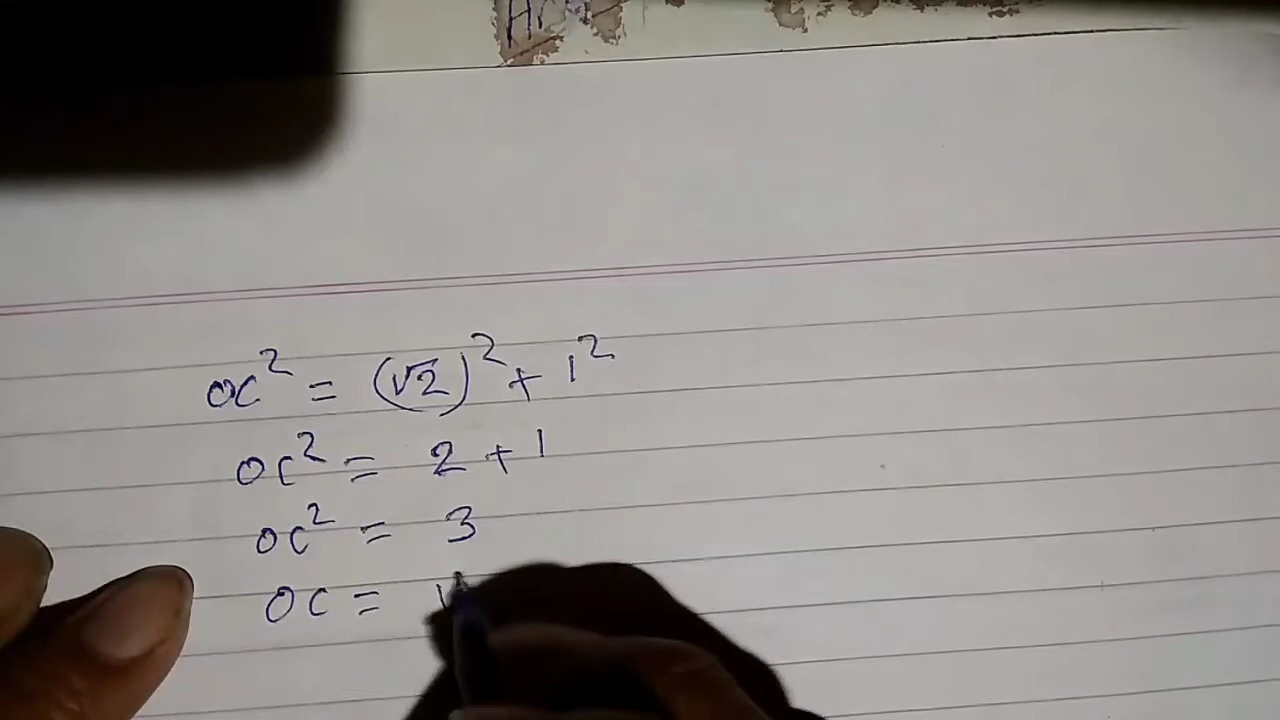 OC² = (√2)² + 1²
OC² = 2 + 1
OC² = 3
OC =